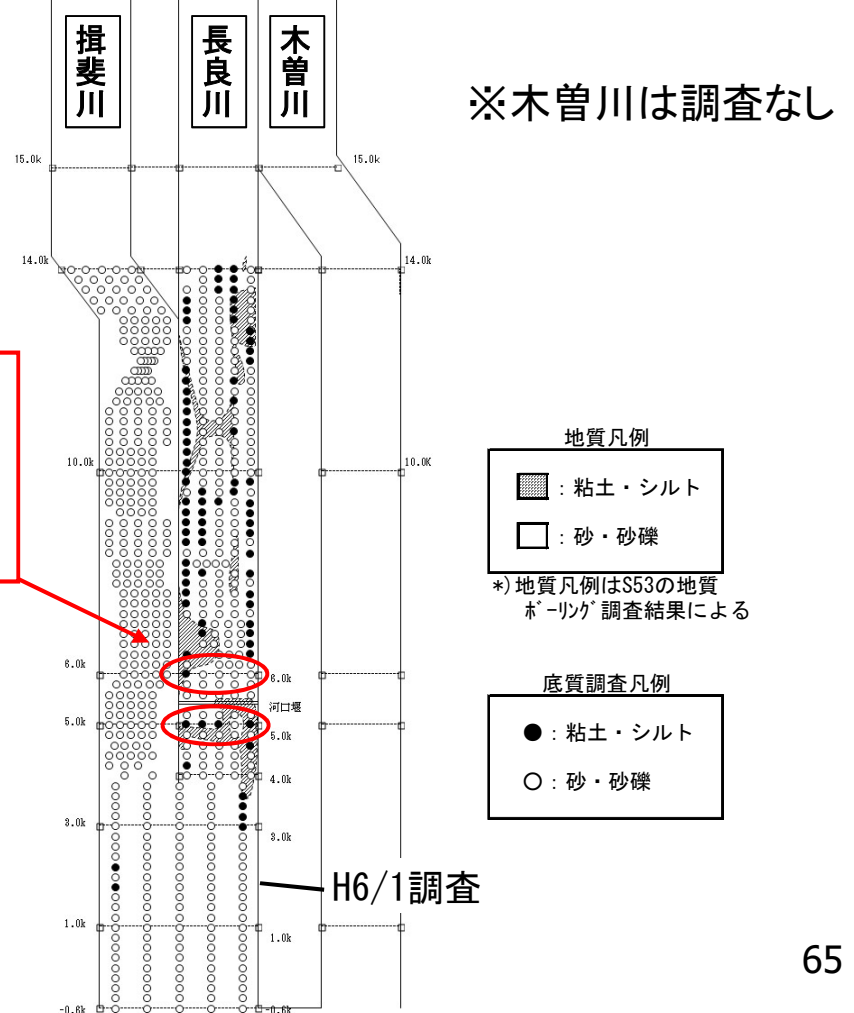 揖斐川
長良川
木曽川
※木曽川は調査なし
15.0k
15.0k
14.0k
14.0k
10.0k
10.0K
地質凡例
：粘土・シルト
：砂・砂礫
*)地質凡例はS53の地質
ﾎﾞｰﾘﾝｸﾞ調査結果による
6.0k
6.0k
河口堰
5.0k
5.0k
4.0k
底質調査凡例
●：粘土・シルト
○：砂・砂礫
3.0k
3.0k
H6/1調査
1.0k
1.0k
65
-0.6k
-0.6k